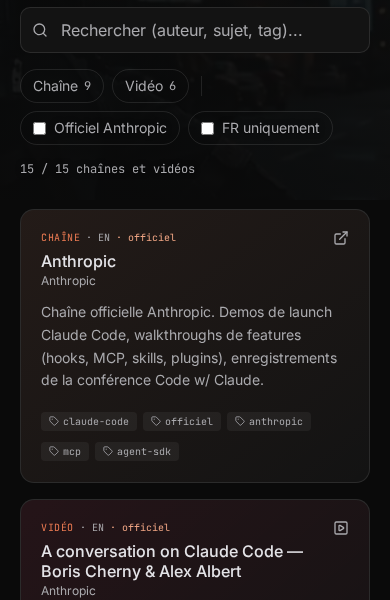 Rechercher (auteur, sujet, tag)...
Chaîne 9 Vidéo 6
Officiel Anthropic FR uniquement
15 / 15 chaînes et vidéos
CHAÎNE · EN · officiel
Anthropic
Anthropic
Chaîne officielle Anthropic. Demos de launch
Claude Code, walkthroughs de features
(hooks, MCP, skills, plugins), enregistrements
de la conférence Code w/ Claude.
claude-code officiel anthropic
mcp agent-sdk
VIDÉO · EN · officiel
A conversation on Claude Code —
Boris Cherny & Alex Albert
Anthropic